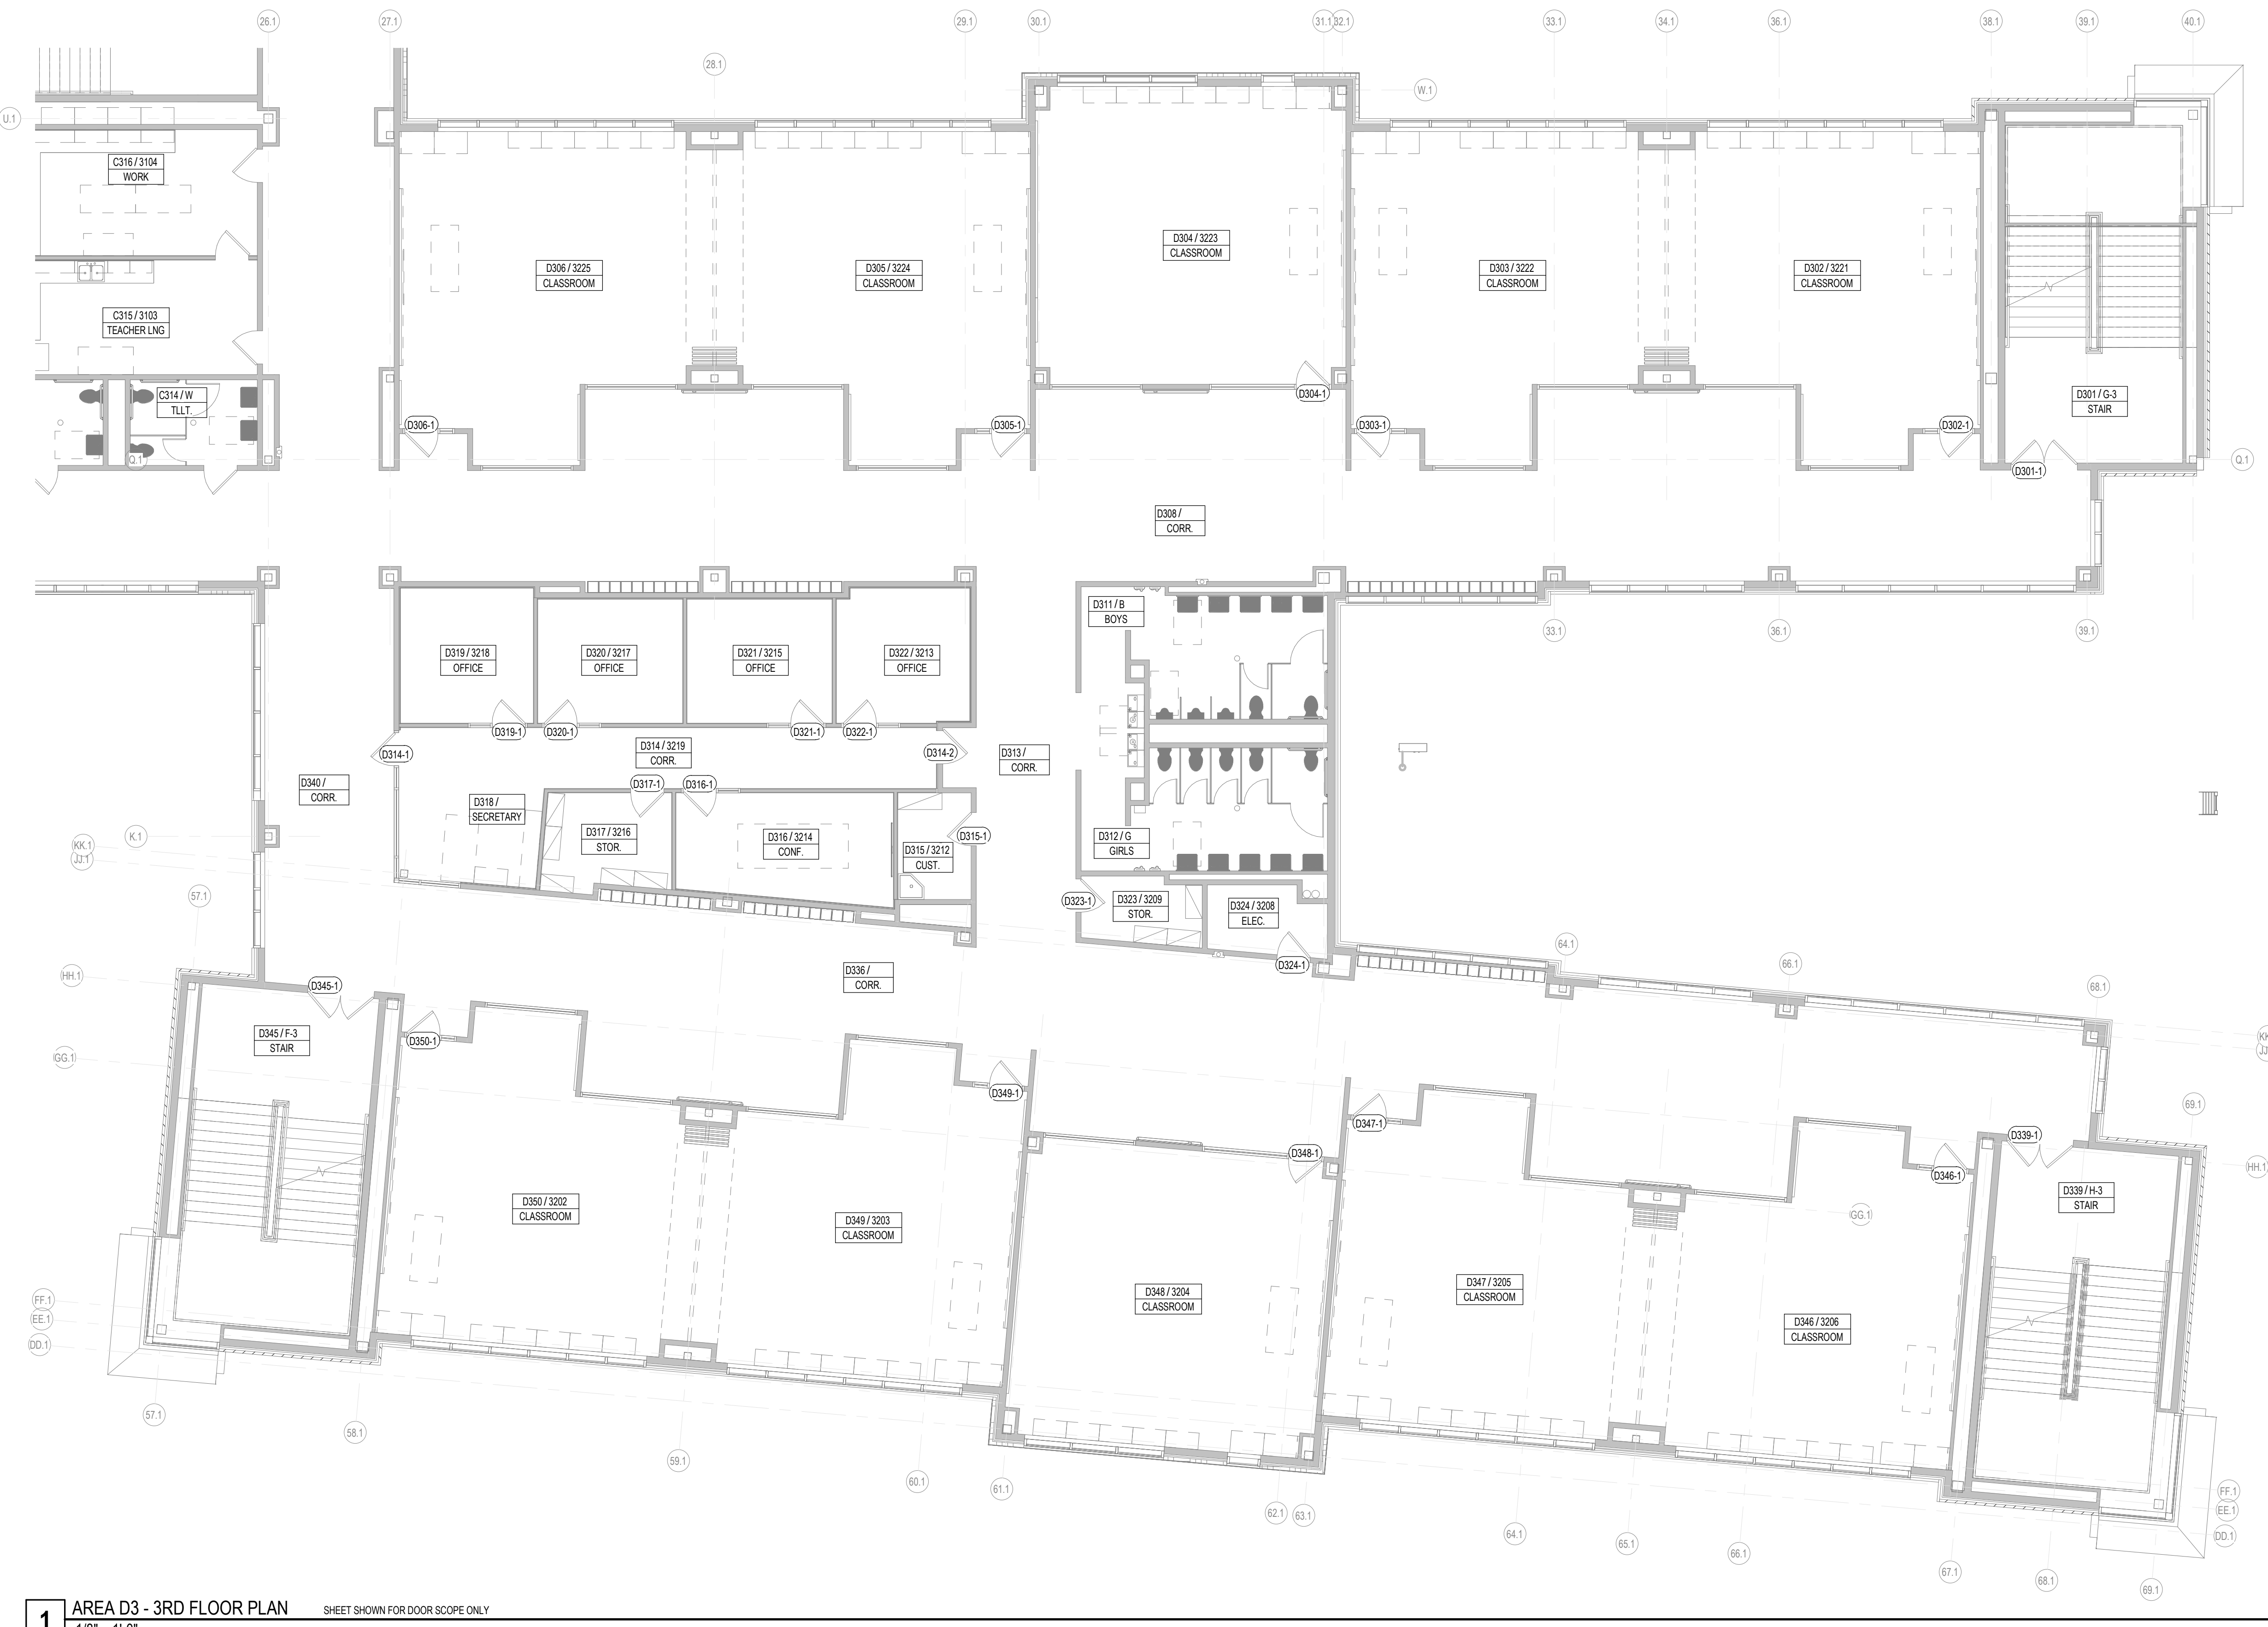 26.1
27.1
29.1
30.1
31.1
32.1
33.1
34.1
36.1
38.1
39.1
40.1
28.1
W.1
U.1
C316 / 3104
WORK
D304 / 3223
CLASSROOM
D306 / 3225
CLASSROOM
D305 / 3224
CLASSROOM
D303 / 3222
CLASSROOM
D302 / 3221
CLASSROOM
C315 / 3103
TEACHER LNG
C314 / W
TLLT.
D301 / G-3
STAIR
D304-1
D306-1
D305-1
D303-1
D302-1
Q.1
D301-1
Q.1
D308 /
CORR.
D311 / B
BOYS
33.1
36.1
39.1
D319 / 3218
OFFICE
D320 / 3217
OFFICE
D321 / 3215
OFFICE
D322 / 3213
OFFICE
D319-1
D320-1
D321-1
D322-1
D314-1
D314 / 3219
CORR.
D314-2
D313 /
CORR.
D340 /
CORR.
D317-1
D316-1
D318 /
SECRETARY
D317 / 3216
STOR.
D316 / 3214
CONF.
D315-1
D315 / 3212
CUST.
D312 / G
GIRLS
K.1
KK.1
JJ.1
57.1
D323-1
D323 / 3209
STOR.
D324 / 3208
ELEC.
64.1
66.1
68.1
HH.1
D345-1
D336 /
CORR.
D324-1
D345 / F-3
STAIR
D350-1
GG.1
KK
JJ
D349-1
D347-1
69.1
D339-1
D348-1
HH.1
D346-1
D339 / H-3
STAIR
D350 / 3202
CLASSROOM
D349 / 3203
CLASSROOM
GG.1
D348 / 3204
CLASSROOM
D347 / 3205
CLASSROOM
D346 / 3206
CLASSROOM
FF.1
EE.1
DD.1
57.1
58.1
59.1
60.1
61.1
62.1
63.1
64.1
65.1
66.1
67.1
68.1
69.1
FF.1
EE.1
DD.1
1
AREA D3 - 3RD FLOOR PLAN
SHEET SHOWN FOR DOOR SCOPE ONLY